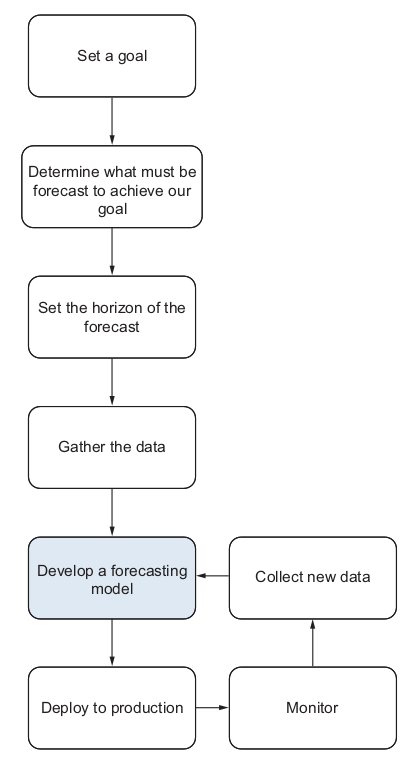 Set a goal
Determine what must be
forecast to achieve our
goal
Set the horizon of the
forecast
Gather the data
Develop a forecasting
model
Collect new data
Deploy to production
Monitor